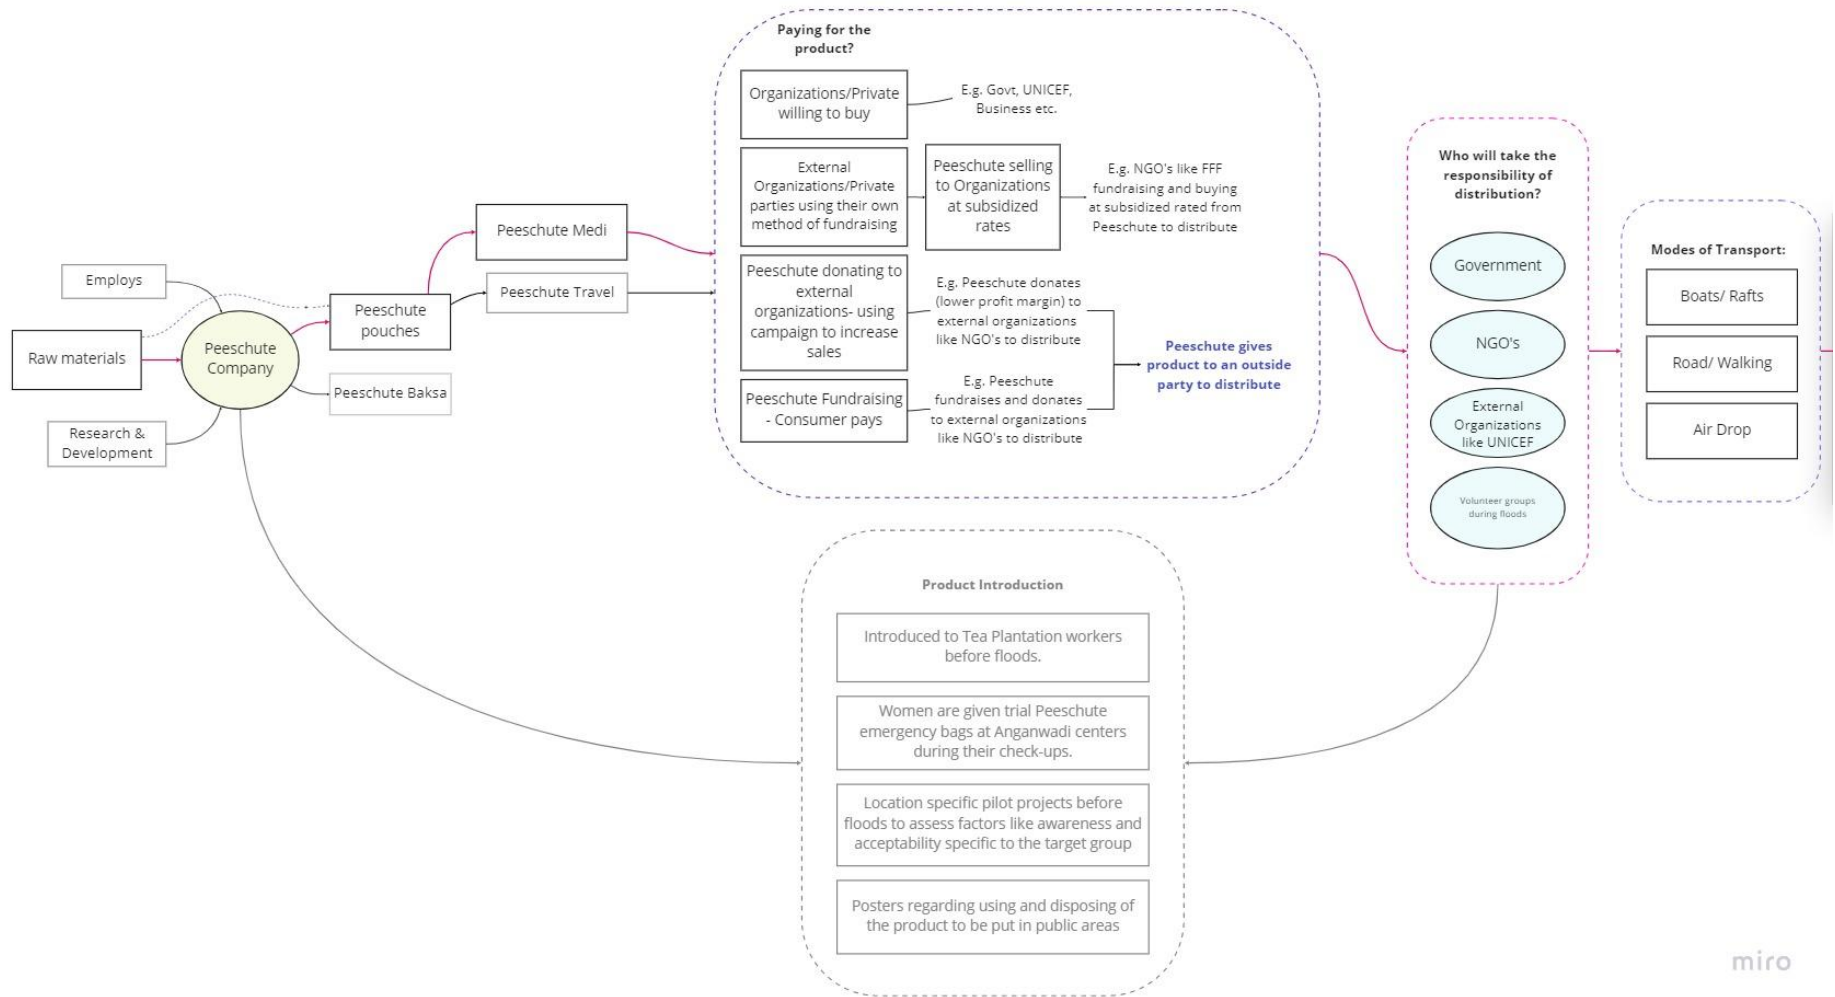 Employs
Raw materials
Peeschute
Company
Research &
Development
Peeschute
pouches
Peeschute Baksa
Peeschute Medi
Peeschute Travel
Paying for the
product?
Organizations/Private
willing to buy
E.g. Govt, UNICEF,
Business etc.
External
Organizations/Private
parties using their own
method of fundraising
Peeschute selling
to Organizations
at subsidized
rates
E.g. NGO's like FFF
fundraising and buying
at subsidized rated from
Peeschute to distribute
Peeschute donating to
external
organizations- using
campaign to increase
sales
E.g. Peeschute donates
(lower profit margin) to
external organizations
like NGO's to distribute
Peeschute Fundraising
- Consumer pays
E.g. Peeschute
fundraises and donates
to external organizations
like NGO's to distribute
Peeschute gives
product to an outside
party to distribute
Who will take the
responsibility of
distribution?
Government
NGO's
External
Organizations
like UNICEF
Volunteer groups
during floods
Modes of Transport:
Boats/ Rafts
Road/ Walking
Air Drop
Product Introduction
Introduced to Tea Plantation workers
before floods.
Women are given trial Peeschute
emergency bags at Anganwadi centers
during their check-ups.
Location specific pilot projects before
floods to assess factors like awareness and
acceptability specific to the target group
Posters regarding using and disposing of
the product to be put in public areas
miro